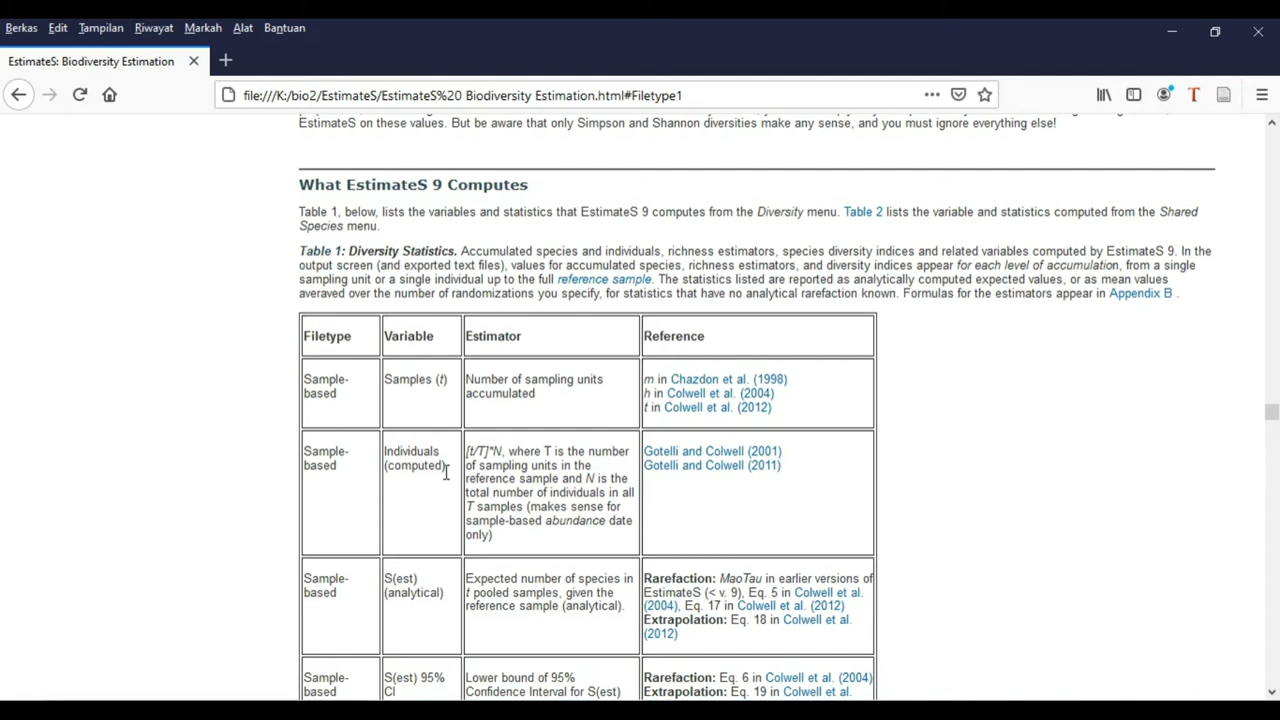 Berkas Edit Tampilan Riwayat Markah Alat Bantuan
EstimateS: Biodiversity Estimation
file:///K:/bio2/EstimateS/EstimateS%20 Biodiversity Estimation.html#Filetype1
EstimateS on these values. But be aware that only Simpson and Shannon diversities make any sense, and you must ignore everything else!
What EstimateS 9 Computes
Table 1, below, lists the variables and statistics that EstimateS 9 computes from the Diversity menu. Table 2 lists the variable and statistics computed from the Shared
Species menu.
Table 1: Diversity Statistics. Accumulated species and individuals, richness estimators, species diversity indices and related variables computed by EstimateS 9. In the
output screen (and exported text files), values for accumulated species, richness estimators, and diversity indices appear for each level of accumulation, from a single
sampling unit or a single individual up to the full reference sample. The statistics listed are reported as analytically computed expected values, or as mean values
averaved over the number of randomizations you specify, for statistics that have no analytical rarefaction known. Formulas for the estimators appear in Appendix B .
Filetype Variable Estimator Reference
Sample-
based
Samples (t)
Number of sampling units
accumulated
m in Chazdon et al. (1998)
h in Colwell et al. (2004)
t in Colwell et al. (2012)
Sample-
based
Individuals
(computed)
[t/T]*N, where T is the number
of sampling units in the
reference sample and N is the
total number of individuals in all
T samples (makes sense for
sample-based abundance date
only)
Gotelli and Colwell (2001)
Gotelli and Colwell (2011)
Sample-
based
S(est)
(analytical)
Expected number of species in
t pooled samples, given the
reference sample (analytical).
Rarefaction: MaoTau in earlier versions of
EstimateS (< v. 9), Eq. 5 in Colwell et al.
(2004), Eq. 17 in Colwell et al. (2012)
Extrapolation: Eq. 18 in Colwell et al.
(2012)
Sample-
based
S(est) 95%
CI
Lower bound of 95%
Confidence Interval for S(est)
Rarefaction: Eq. 6 in Colwell et al. (2004)
Extrapolation: Eq. 19 in Colwell et al.